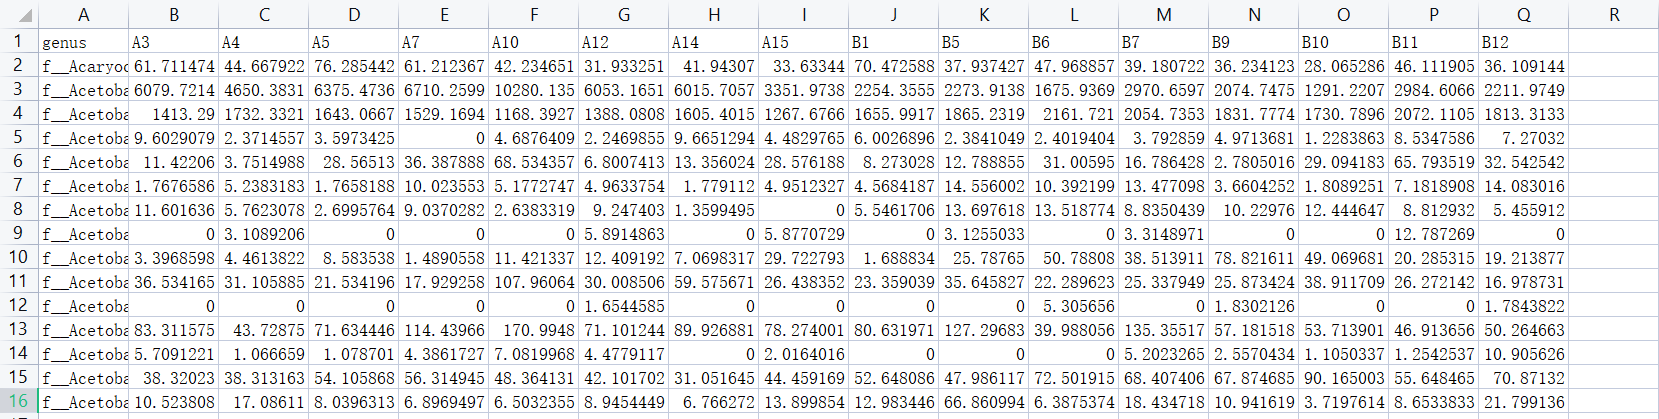 A B C D E F G H I J K L M N O P Q R
1 genus A3 A4 A5 A7 A10 A12 A14 A15 B1 B5 B6 B7 B9 B10 B11 B12
2 f__Acaryoc 61.711474 44.667922 76.285442 61.212367 42.234651 31.933251 41.94307 33.63344 70.472588 37.937427 47.968857 39.180722 36.234123 28.065286 46.111905 36.109144
3 f__Acetoba 6079.7214 4650.3831 6375.4736 6710.2599 10280.135 6053.1651 6015.7057 3351.9738 2254.3555 2273.9138 1675.9369 2970.6597 2074.7475 1291.2207 2984.6066 2211.9749
4 f__Acetoba 1413.29 1732.3321 1643.0667 1529.1694 1168.3927 1388.0808 1605.4015 1267.6766 1655.9917 1865.2319 2161.721 2054.7353 1831.7774 1730.7896 2072.1105 1813.3133
5 f__Acetoba 9.6029079 2.3714557 3.5973425 0 4.6876409 2.2469855 9.6651294 4.4829765 6.0026896 2.3841049 2.4019404 3.792859 4.9713681 1.2283863 8.5347586 7.27032
6 f__Acetoba 11.42206 3.7514988 28.56513 36.387888 68.534357 6.8007413 13.356024 28.576188 8.273028 12.788855 31.00595 16.786428 2.7805016 29.094183 65.793519 32.542542
7 f__Acetoba 1.7676586 5.2383183 1.7658188 10.023553 5.1772747 4.9633754 1.779112 4.9512327 4.5684187 14.556002 10.392199 13.477098 3.6604252 1.8089251 7.1818908 14.083016
8 f__Acetoba 11.601636 5.7623078 2.6995764 9.0370282 2.6383319 9.247403 1.3599495 0 5.5461706 13.697618 13.518774 8.8350439 10.22976 12.444647 8.812932 5.455912
9 f__Acetoba 0 3.1089206 0 0 0 5.8914863 0 5.8770729 0 3.1255033 0 3.3148971 0 0 12.787269 0
10 f__Acetoba 3.3968598 4.4613822 8.583538 1.4890558 11.421337 12.409192 7.0698317 29.722793 1.688834 25.78765 50.78808 38.513911 78.821611 49.069681 20.285315 19.213877
11 f__Acetoba 36.534165 31.105885 21.534196 17.929258 107.96064 30.008506 59.575671 26.438352 23.359039 35.645827 22.289623 25.337949 25.873424 38.911709 26.272142 16.978731
12 f__Acetoba 0 0 0 0 0 1.6544585 0 0 0 0 5.305656 0 1.8302126 0 0 1.7843822
13 f__Acetoba 83.311575 43.72875 71.634446 114.43966 170.9948 71.101244 89.926881 78.274001 80.631971 127.29683 39.988056 135.35517 57.181518 53.713901 46.913656 50.264663
14 f__Acetoba 5.7091221 1.066659 1.078701 4.3861727 7.0819968 4.4779117 0 2.0164016 0 0 0 5.2023265 2.5570434 1.1050337 1.2542537 10.905626
15 f__Acetoba 38.32023 38.313163 54.105868 56.314945 48.364131 42.101702 31.051645 44.459169 52.648086 47.986117 72.501915 68.407406 67.874685 90.165003 55.648465 70.87132
16 f__Acetoba 10.523808 17.08611 8.0396313 6.8969497 6.5032355 8.9454449 6.766272 13.899854 12.983446 66.860994 6.3875374 18.434718 10.941619 3.7197614 8.6533833 21.799136